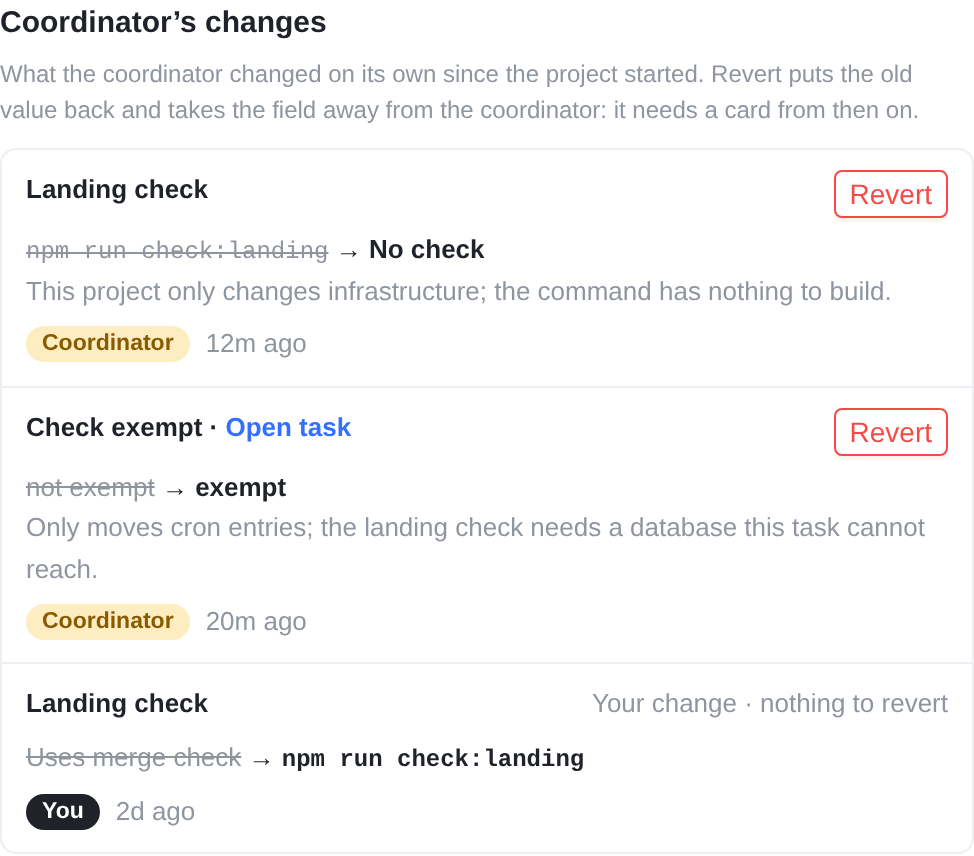 Coordinator’s changes
What the coordinator changed on its own since the project started. Revert puts the old
value back and takes the field away from the coordinator: it needs a card from then on.
Landing check
Revert
npm run check:landing → No check
This project only changes infrastructure; the command has nothing to build.
Coordinator 12m ago
Check exempt · Open task
Revert
not exempt → exempt
Only moves cron entries; the landing check needs a database this task cannot
reach.
Coordinator 20m ago
Landing check
Your change · nothing to revert
Uses merge check → npm run check:landing
You 2d ago